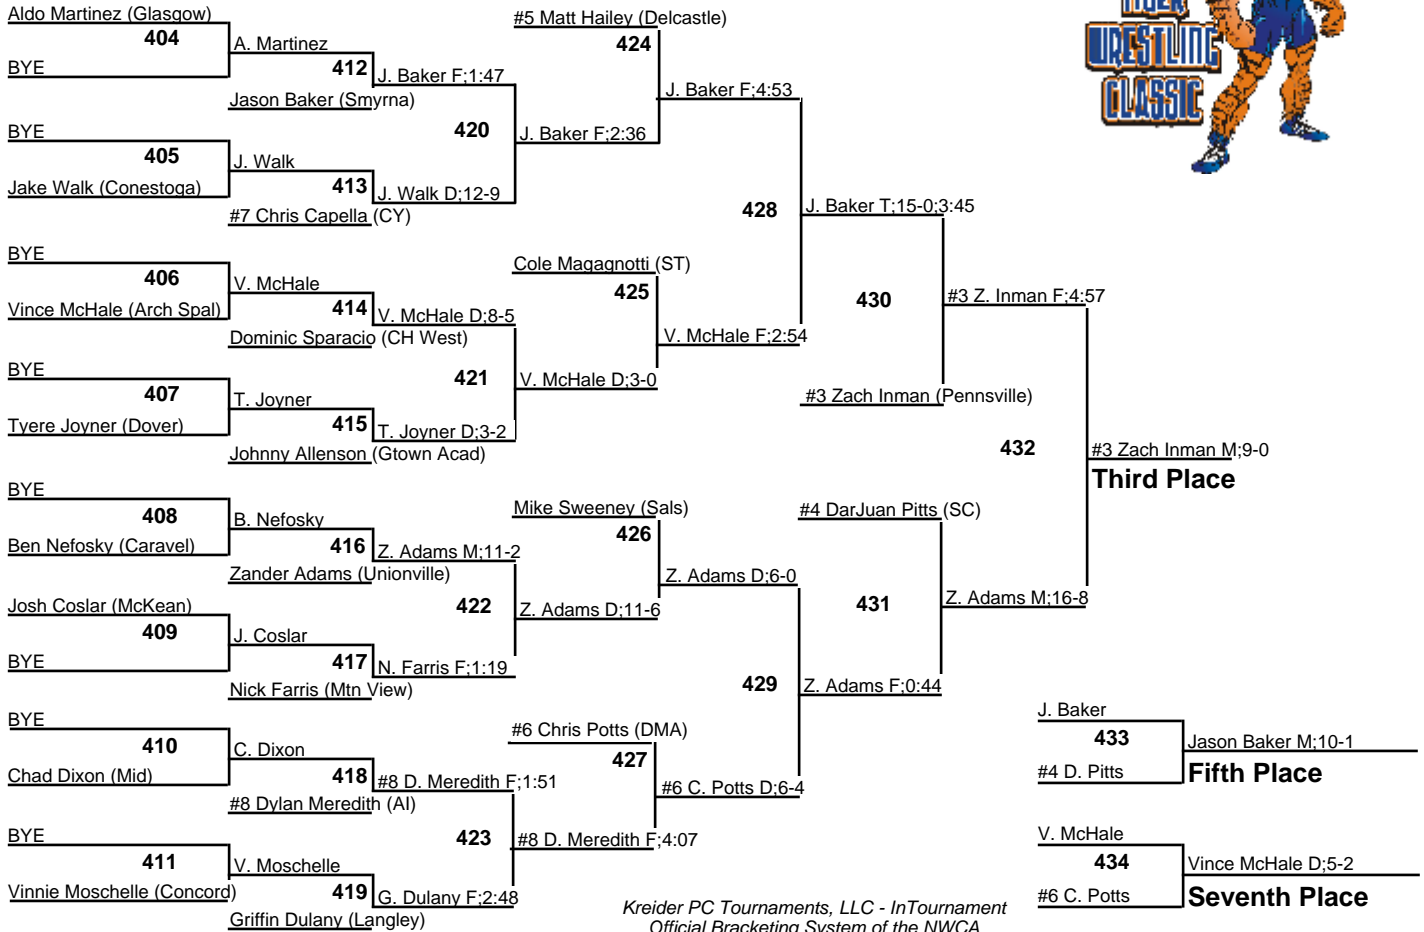 Aldo Martinez (Glasgow)
404
BYE
A. Martinez
412
J. Baker F;1:47
Jason Baker (Smyrna)
420
J. Baker F;2:36
BYE
405
Jake Walk (Conestoga)
J. Walk
413
J. Walk D;12-9
#7 Chris Capella (CY)
#5 Matt Hailey (Delcastle)
424
J. Baker F;4:53
428
J. Baker T;15-0;3:45
BYE
406
Vince McHale (Arch Spal)
V. McHale
414
V. McHale D;8-5
Dominic Sparacio (CH West)
421
V. McHale D;3-0
BYE
407
Tyere Joyner (Dover)
T. Joyner
415
T. Joyner D;3-2
Johnny Allenson (Gtown Acad)
Cole Magagnotti (ST)
425
V. McHale F;2:54
430
#3 Z. Inman F;4:57
#3 Zach Inman (Pennsville)
432
#3 Zach Inman M;9-0
Third Place
BYE
408
Ben Nefosky (Caravel)
B. Nefosky
416
Z. Adams M;11-2
Zander Adams (Unionville)
422
Z. Adams D;11-6
Josh Coslar (McKean)
409
BYE
J. Coslar
417
N. Farris F;1:19
Nick Farris (Mtn View)
Mike Sweeney (Sals)
426
Z. Adams D;6-0
#4 DarJuan Pitts (SC)
431
Z. Adams M;16-8
429
Z. Adams F;0:44
BYE
410
Chad Dixon (Mid)
C. Dixon
418
#8 D. Meredith F;1:51
#8 Dylan Meredith (AI)
423
#8 D. Meredith F;4:07
#6 Chris Potts (DMA)
427
#6 C. Potts D;6-4
BYE
411
Vinnie Moschelle (Concord)
V. Moschelle
419
G. Dulany F;2:48
Griffin Dulany (Langley)
J. Baker
433
#4 D. Pitts
Jason Baker M;10-1
Fifth Place
V. McHale
434
#6 C. Potts
Vince McHale D;5-2
Seventh Place
TIGER
WRESTLING
CLASSIC
Kreider PC Tournaments, LLC - InTournament
Official Bracketing System of the NWCA